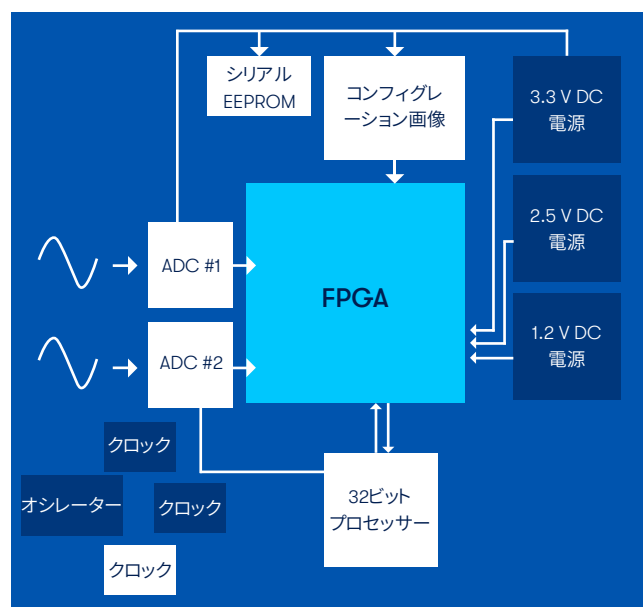 シリアル
EEPROM
コンフィグレ
ーション画像
3.3 V DC
電源
2.5 V DC
電源
ADC #1
FPGA
1.2 V DC
電源
ADC #2
クロック
オシレーター
クロック
32ビット
プロセッサー
クロック